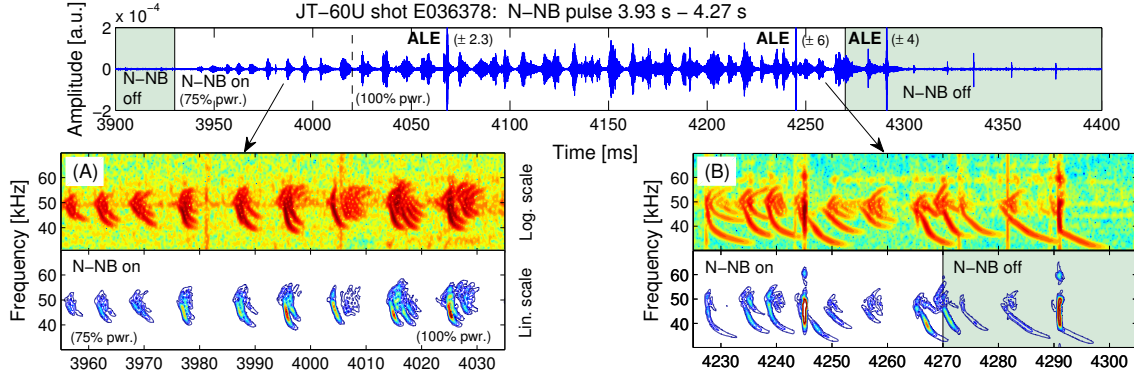 JT−60U shot E036378:  N−NB pulse 3.93 s − 4.27 s
x 10⁻⁴
Amplitude [a.u.]
2
0
−2
N−NB off
N−NB on
(75% pwr.)
(100% pwr.)
ALE (± 2.3)
ALE (± 6)
ALE (± 4)
N−NB off
3900 3950 4000 4050 4100 4150 4200 4250 4300 4350 4400
Time [ms]
(A)
Frequency [kHz]
60
50
40
Log. scale
N−NB on
60
50
40
(75% pwr.)
(100% pwr.)
Lin. scale
3960 3970 3980 3990 4000 4010 4020 4030
(B)
Frequency [kHz]
60
50
40
N−NB on
N−NB off
60
50
40
4230 4240 4250 4260 4270 4280 4290 4300